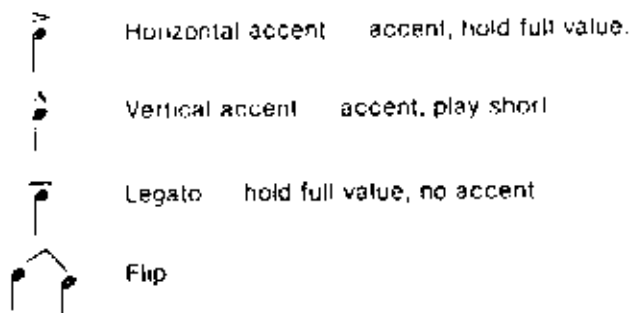 Horizontal accent accent, hold full value.
Vertical accent accent, play short
Legato hold full value, no accent
Flip